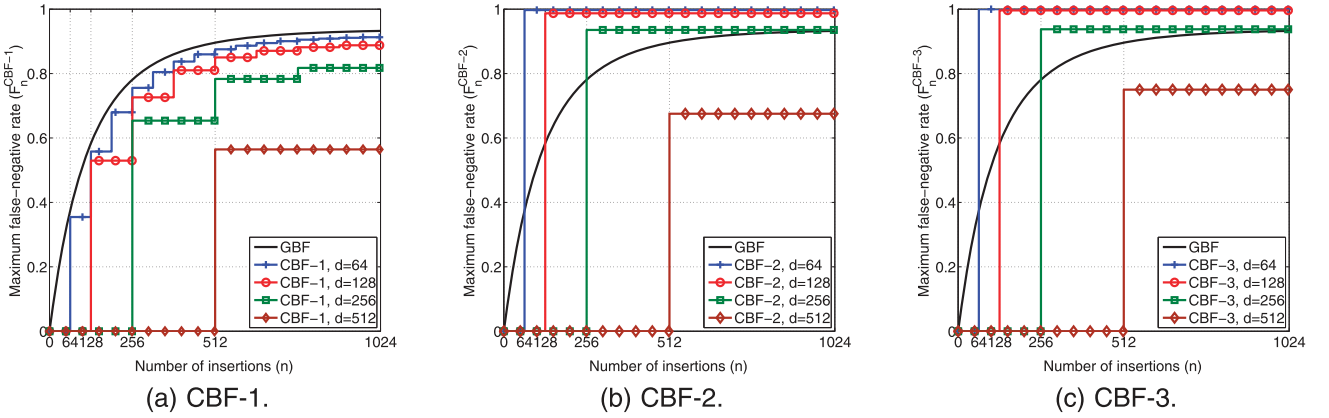 Maximum false−negative rate (F_n^{CBF−1})
1
0.8
0.6
0.4
0.2
0
0 64 128 256 512 1024
Number of insertions (n)
GBF
CBF−1, d=64
CBF−1, d=128
CBF−1, d=256
CBF−1, d=512
(a) CBF-1.
Maximum false−negative rate (F_n^{CBF−2})
1
0.8
0.6
0.4
0.2
0
0 64 128 256 512 1024
Number of insertions (n)
GBF
CBF−2, d=64
CBF−2, d=128
CBF−2, d=256
CBF−2, d=512
(b) CBF-2.
Maximum false−negative rate (F_n^{CBF−3})
1
0.8
0.6
0.4
0.2
0
0 64 128 256 512 1024
Number of insertions (n)
GBF
CBF−3, d=64
CBF−3, d=128
CBF−3, d=256
CBF−3, d=512
(c) CBF-3.